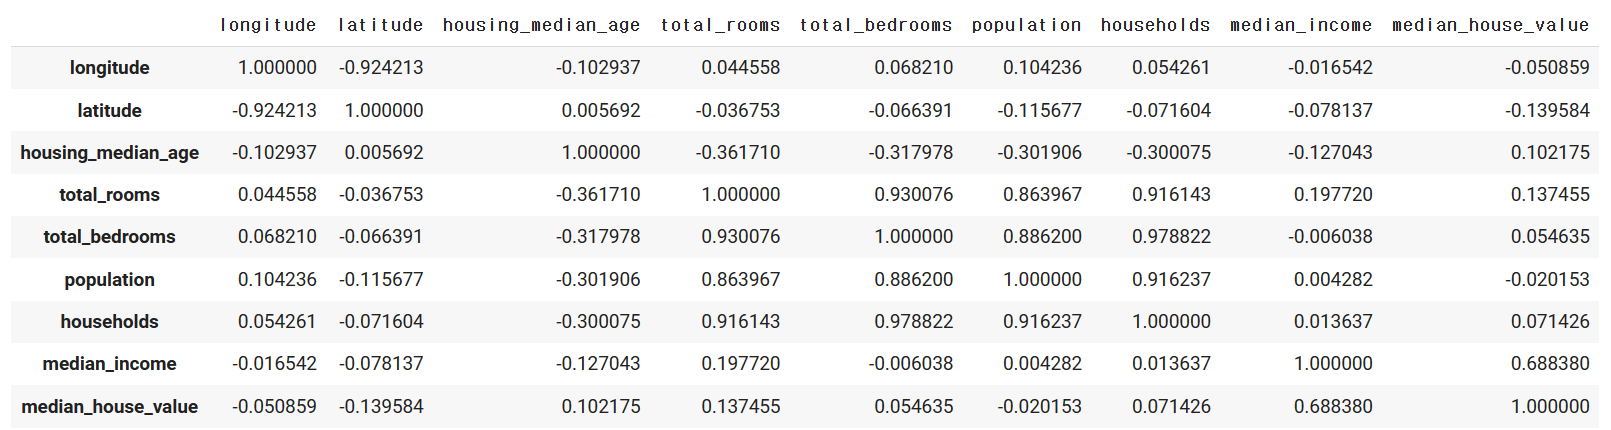 longitude latitude housing_median_age total_rooms total_bedrooms population households median_income median_house_value
longitude 1.000000 -0.924213 -0.102937 0.044558 0.068210 0.104236 0.054261 -0.016542 -0.050859
latitude -0.924213 1.000000 0.005692 -0.036753 -0.066391 -0.115677 -0.071604 -0.078137 -0.139584
housing_median_age -0.102937 0.005692 1.000000 -0.361710 -0.317978 -0.301906 -0.300075 -0.127043 0.102175
total_rooms 0.044558 -0.036753 -0.361710 1.000000 0.930076 0.863967 0.916143 0.197720 0.137455
total_bedrooms 0.068210 -0.066391 -0.317978 0.930076 1.000000 0.886200 0.978822 -0.006038 0.054635
population 0.104236 -0.115677 -0.301906 0.863967 0.886200 1.000000 0.916237 0.004282 -0.020153
households 0.054261 -0.071604 -0.300075 0.916143 0.978822 0.916237 1.000000 0.013637 0.071426
median_income -0.016542 -0.078137 -0.127043 0.197720 -0.006038 0.004282 0.013637 1.000000 0.688380
median_house_value -0.050859 -0.139584 0.102175 0.137455 0.054635 -0.020153 0.071426 0.688380 1.000000